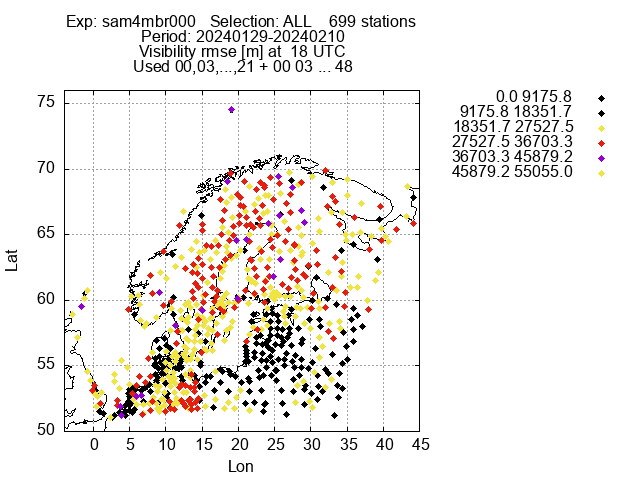 Exp: sam4mbr000   Selection: ALL    699 stations
Period: 20240129-20240210
Visibility rmse [m] at  18 UTC
Used 00,03,...,21 + 00 03 ... 48
0.0 9175.8
9175.8 18351.7
18351.7 27527.5
27527.5 36703.3
36703.3 45879.2
45879.2 55055.0
75
70
65
60
55
50
Lat
0 5 10 15 20 25 30 35 40 45
Lon